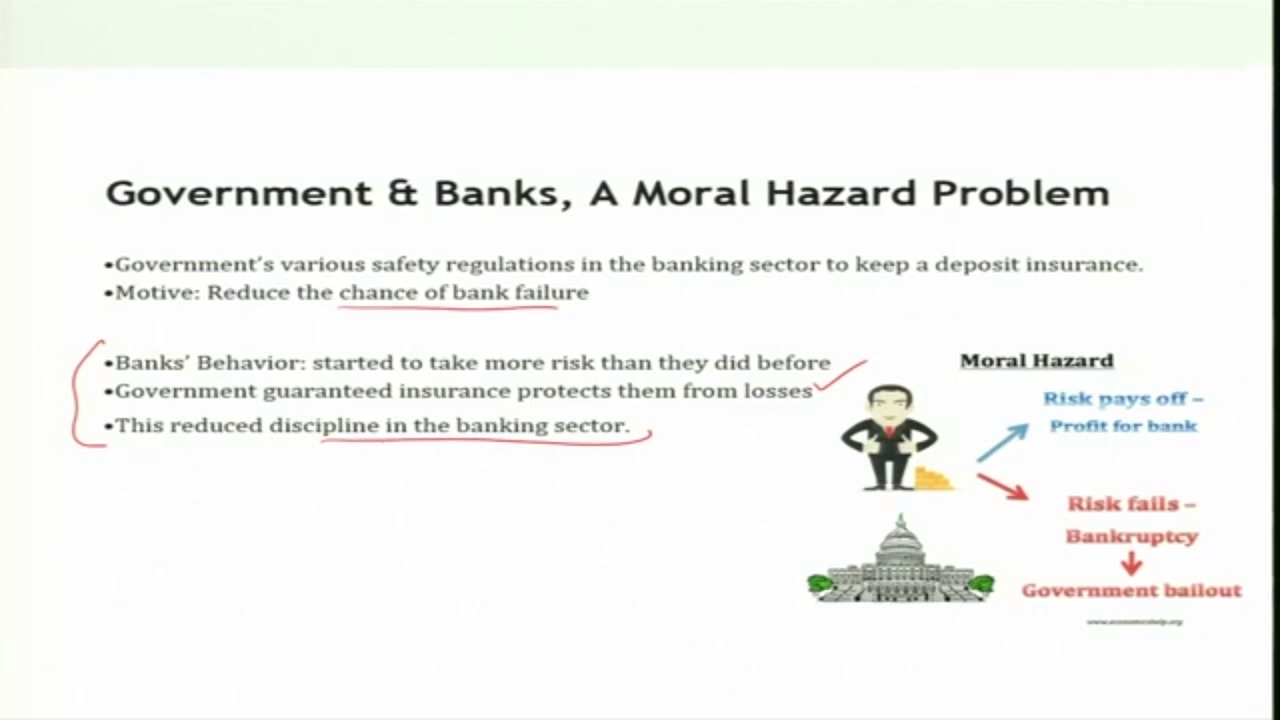 Government & Banks, A Moral Hazard Problem
•Government's various safety regulations in the banking sector to keep a deposit insurance.
•Motive: Reduce the chance of bank failure
•Banks' Behavior: started to take more risk than they did before
•Government guaranteed insurance protects them from losses
•This reduced discipline in the banking sector.
Moral Hazard
Risk pays off –
Profit for bank
Risk fails –
Bankruptcy
Government bailout
www.economicshelp.org